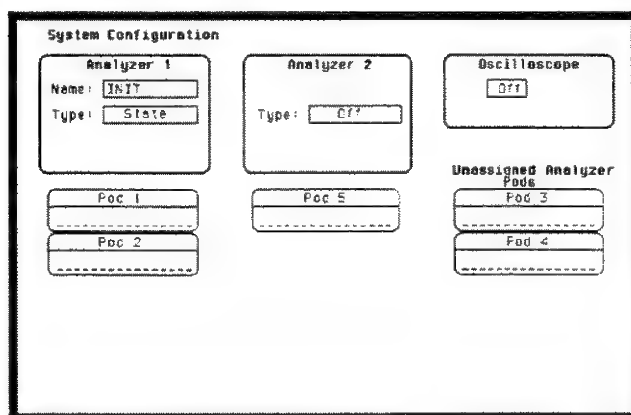 System Configuration
Analyzer 1
Name: INIT
Type: State
Analyzer 2
Type: Off
Oscilloscope
Off
Unassigned Analyzer
Pods
Pod 1
Pod 2
Pod 5
Pod 3
Pod 4